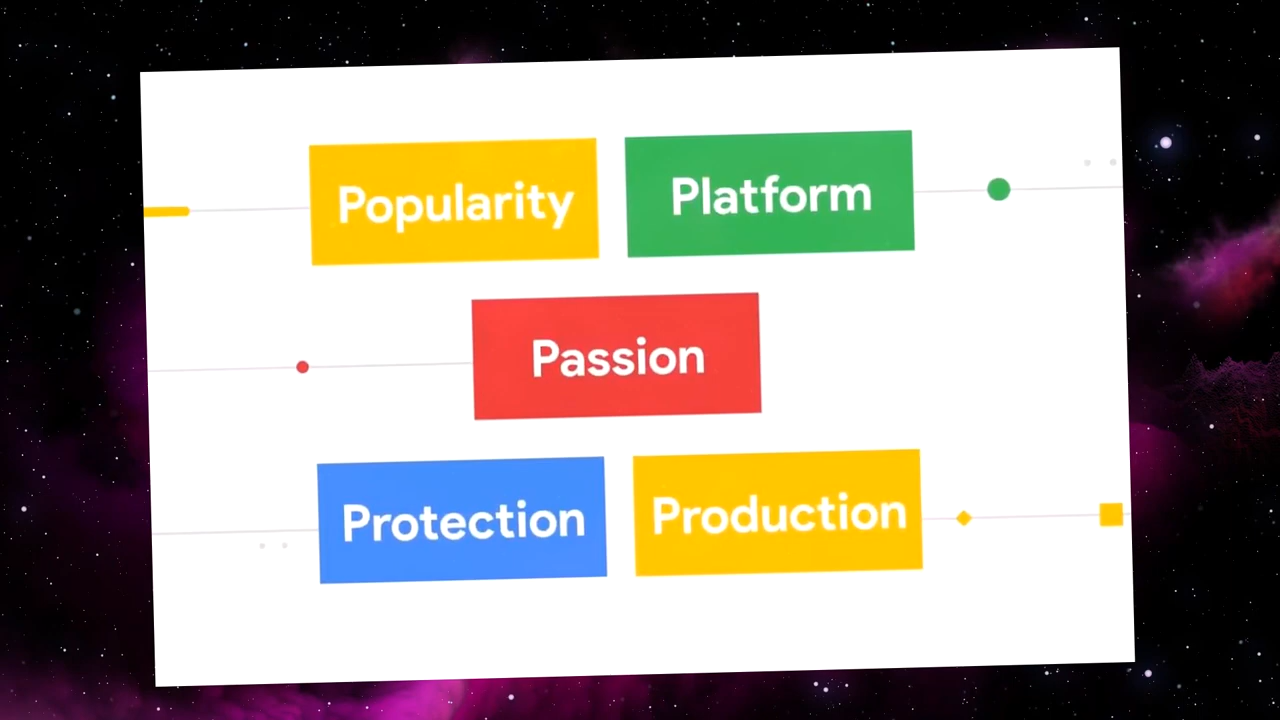 Popularity
Platform
Passion
Protection
Production